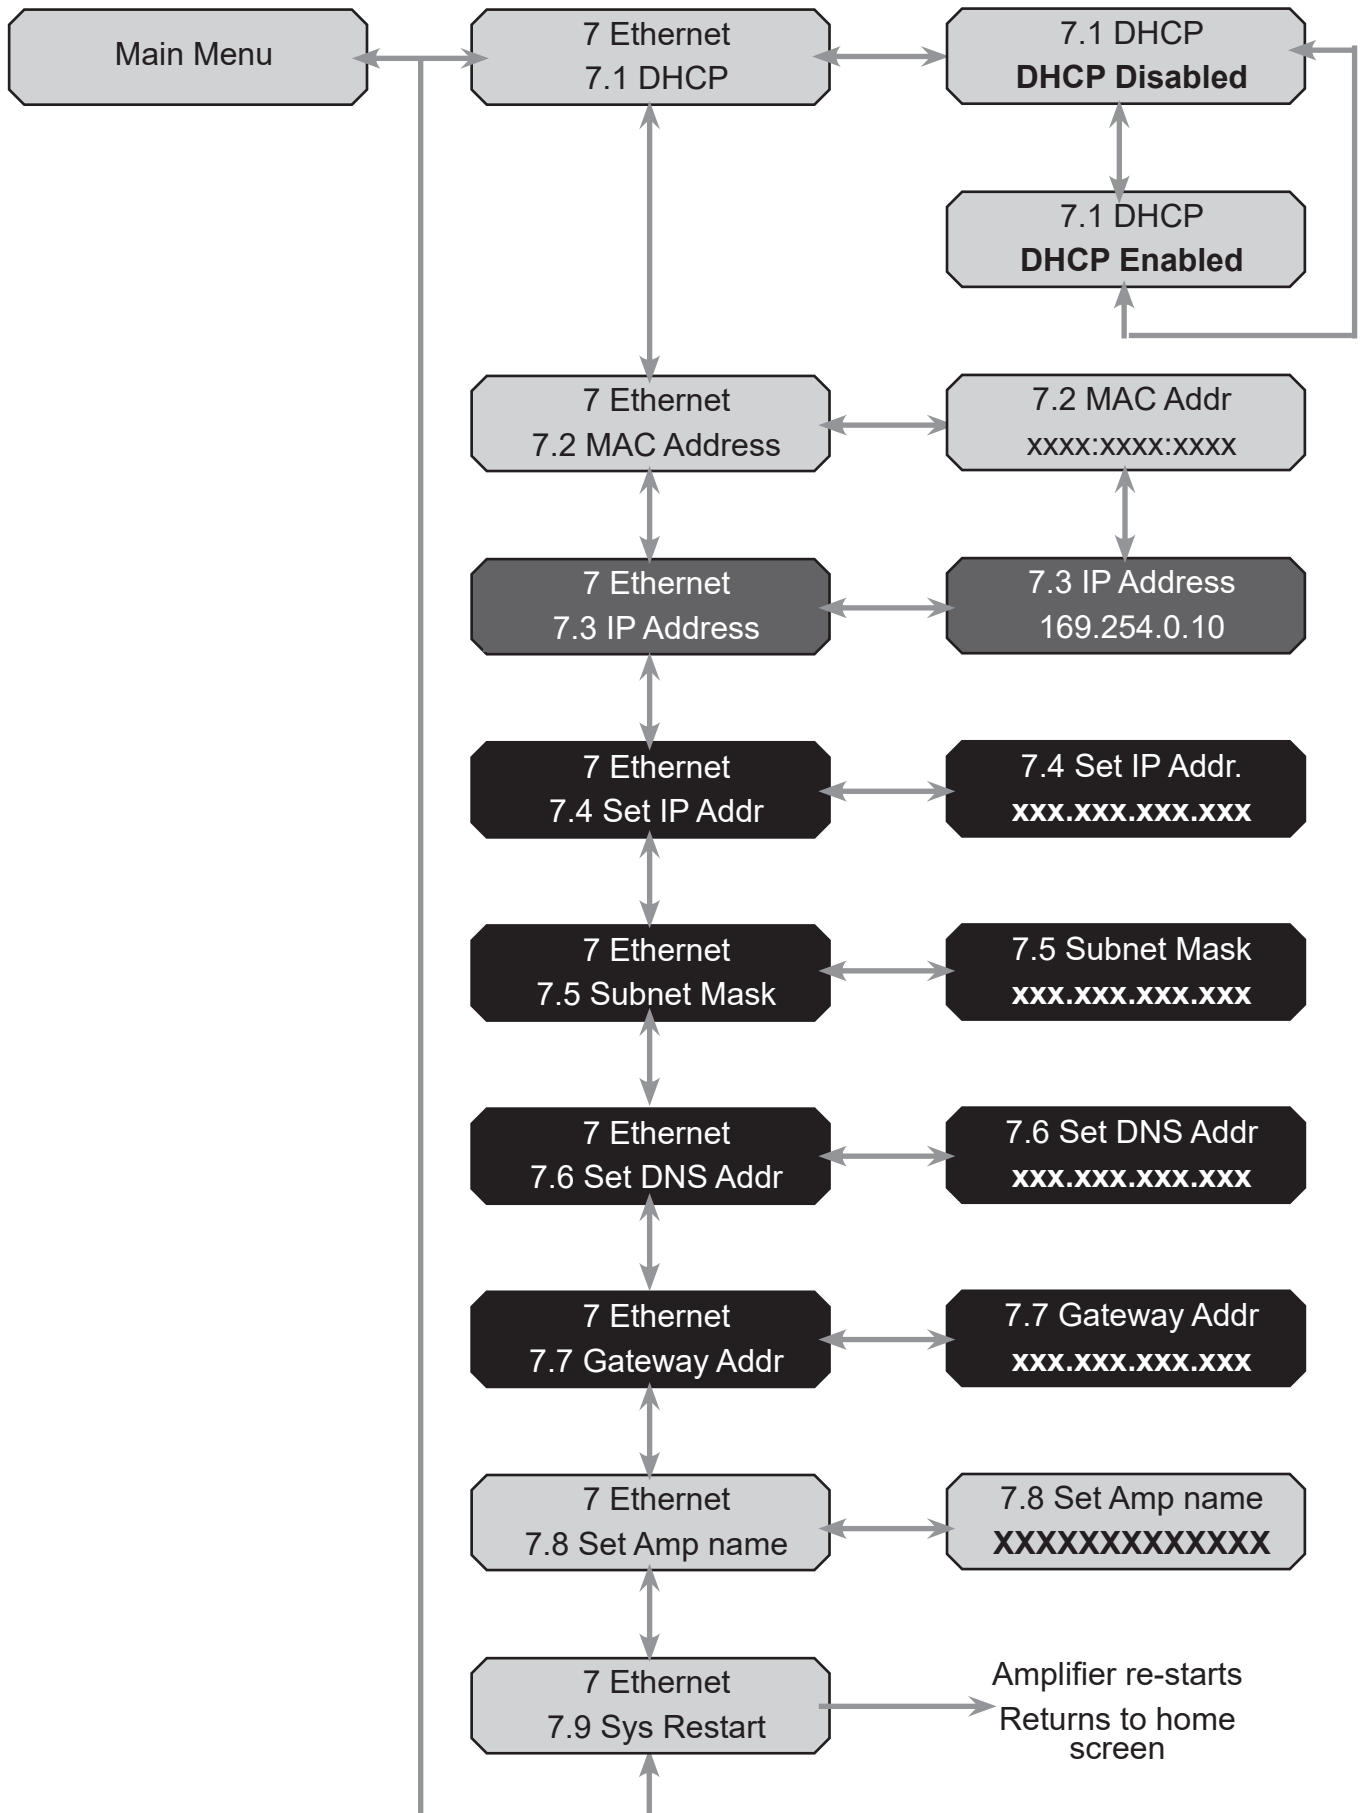 Main Menu
7 Ethernet
7.1 DHCP
7.1 DHCP
DHCP Disabled
7.1 DHCP
DHCP Enabled
7 Ethernet
7.2 MAC Address
7.2 MAC Addr
xxxx:xxxx:xxxx
7 Ethernet
7.3 IP Address
7.3 IP Address
169.254.0.10
7 Ethernet
7.4 Set IP Addr
7.4 Set IP Addr.
xxx.xxx.xxx.xxx
7 Ethernet
7.5 Subnet Mask
7.5 Subnet Mask
xxx.xxx.xxx.xxx
7 Ethernet
7.6 Set DNS Addr
7.6 Set DNS Addr
xxx.xxx.xxx.xxx
7 Ethernet
7.7 Gateway Addr
7.7 Gateway Addr
xxx.xxx.xxx.xxx
7 Ethernet
7.8 Set Amp name
7.8 Set Amp name
XXXXXXXXXXXXX
7 Ethernet
7.9 Sys Restart
Amplifier re-starts
Returns to home
screen